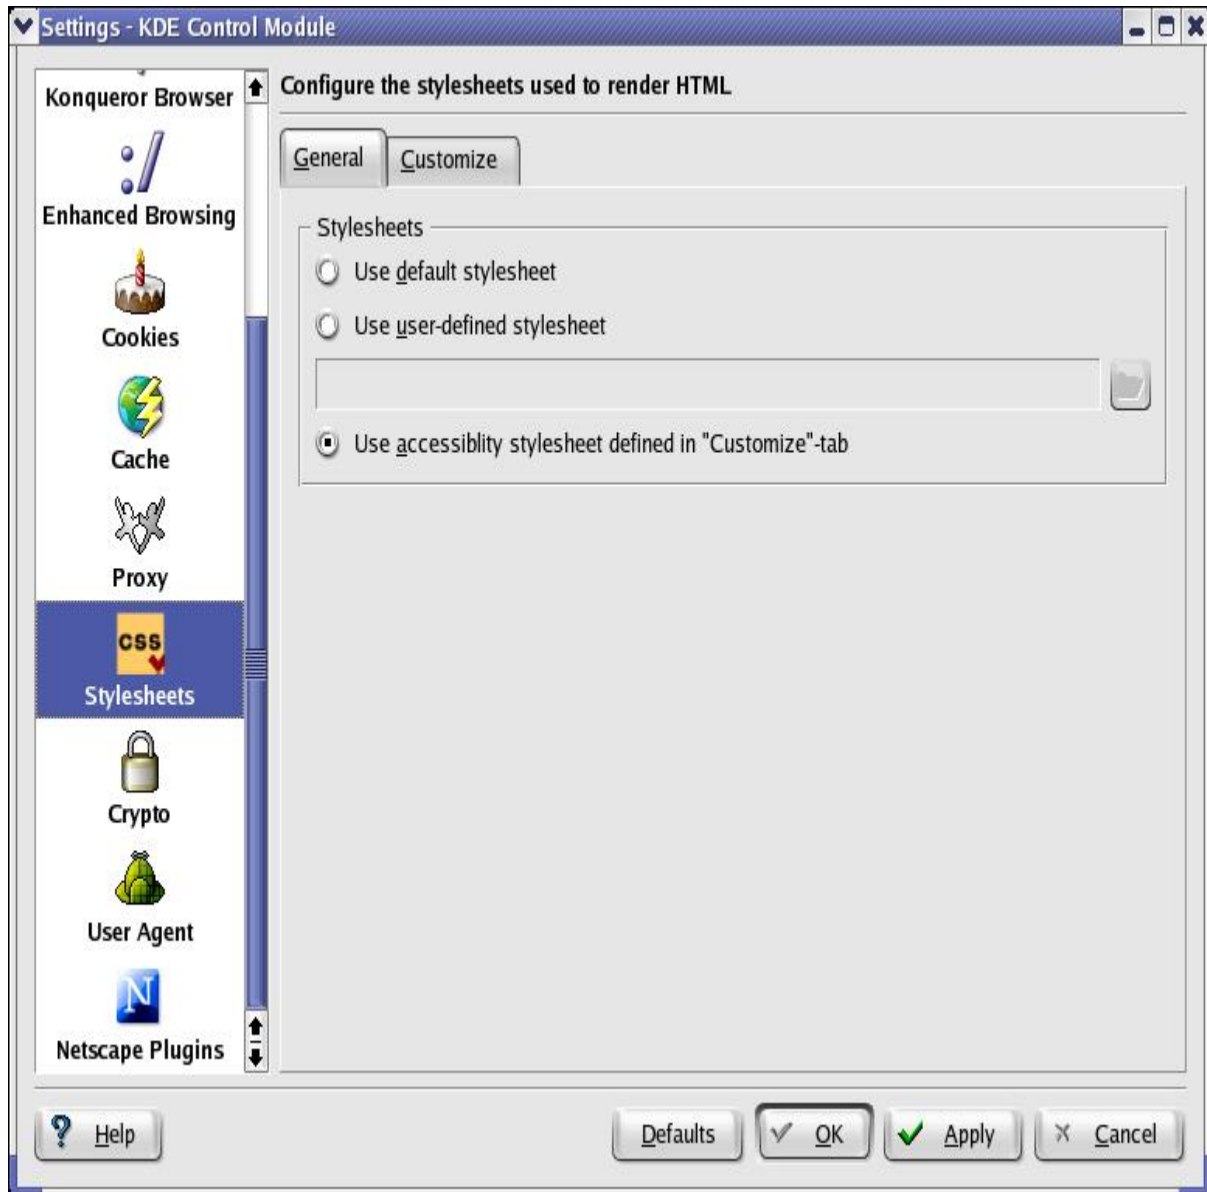 Settings - KDE Control Module
Konqueror Browser
Enhanced Browsing
Cookies
Cache
Proxy
CSS
Stylesheets
Crypto
User Agent
N
Netscape Plugins
Configure the stylesheets used to render HTML
General
Customize
Stylesheets
Use default stylesheet
Use user-defined stylesheet
Use accessiblity stylesheet defined in "Customize"-tab
? Help
Defaults
OK
Apply
Cancel